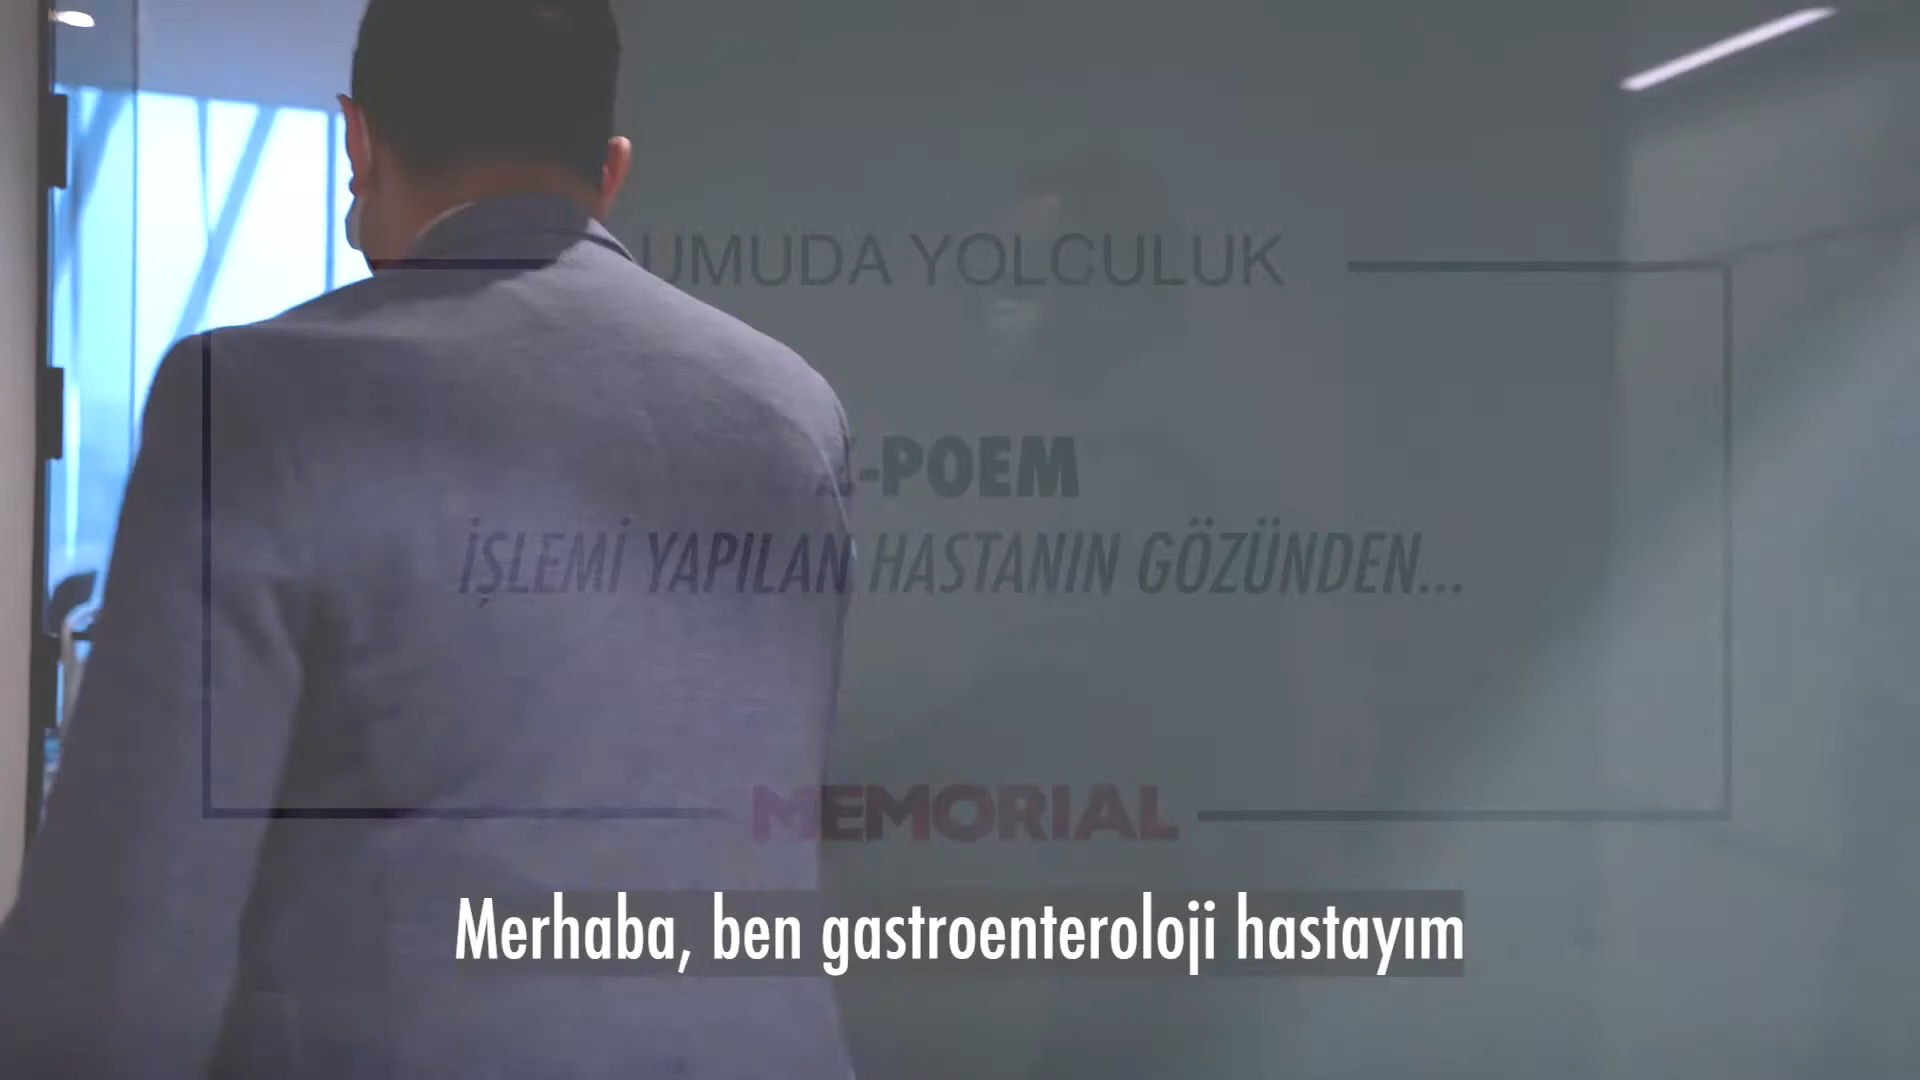 UMUDA YOLCULUK
-POEM
İŞLEMİ YAPILAN HASTANIN GÖZÜNDEN...
MEMORIAL
Merhaba, ben gastroenteroloji hastayım